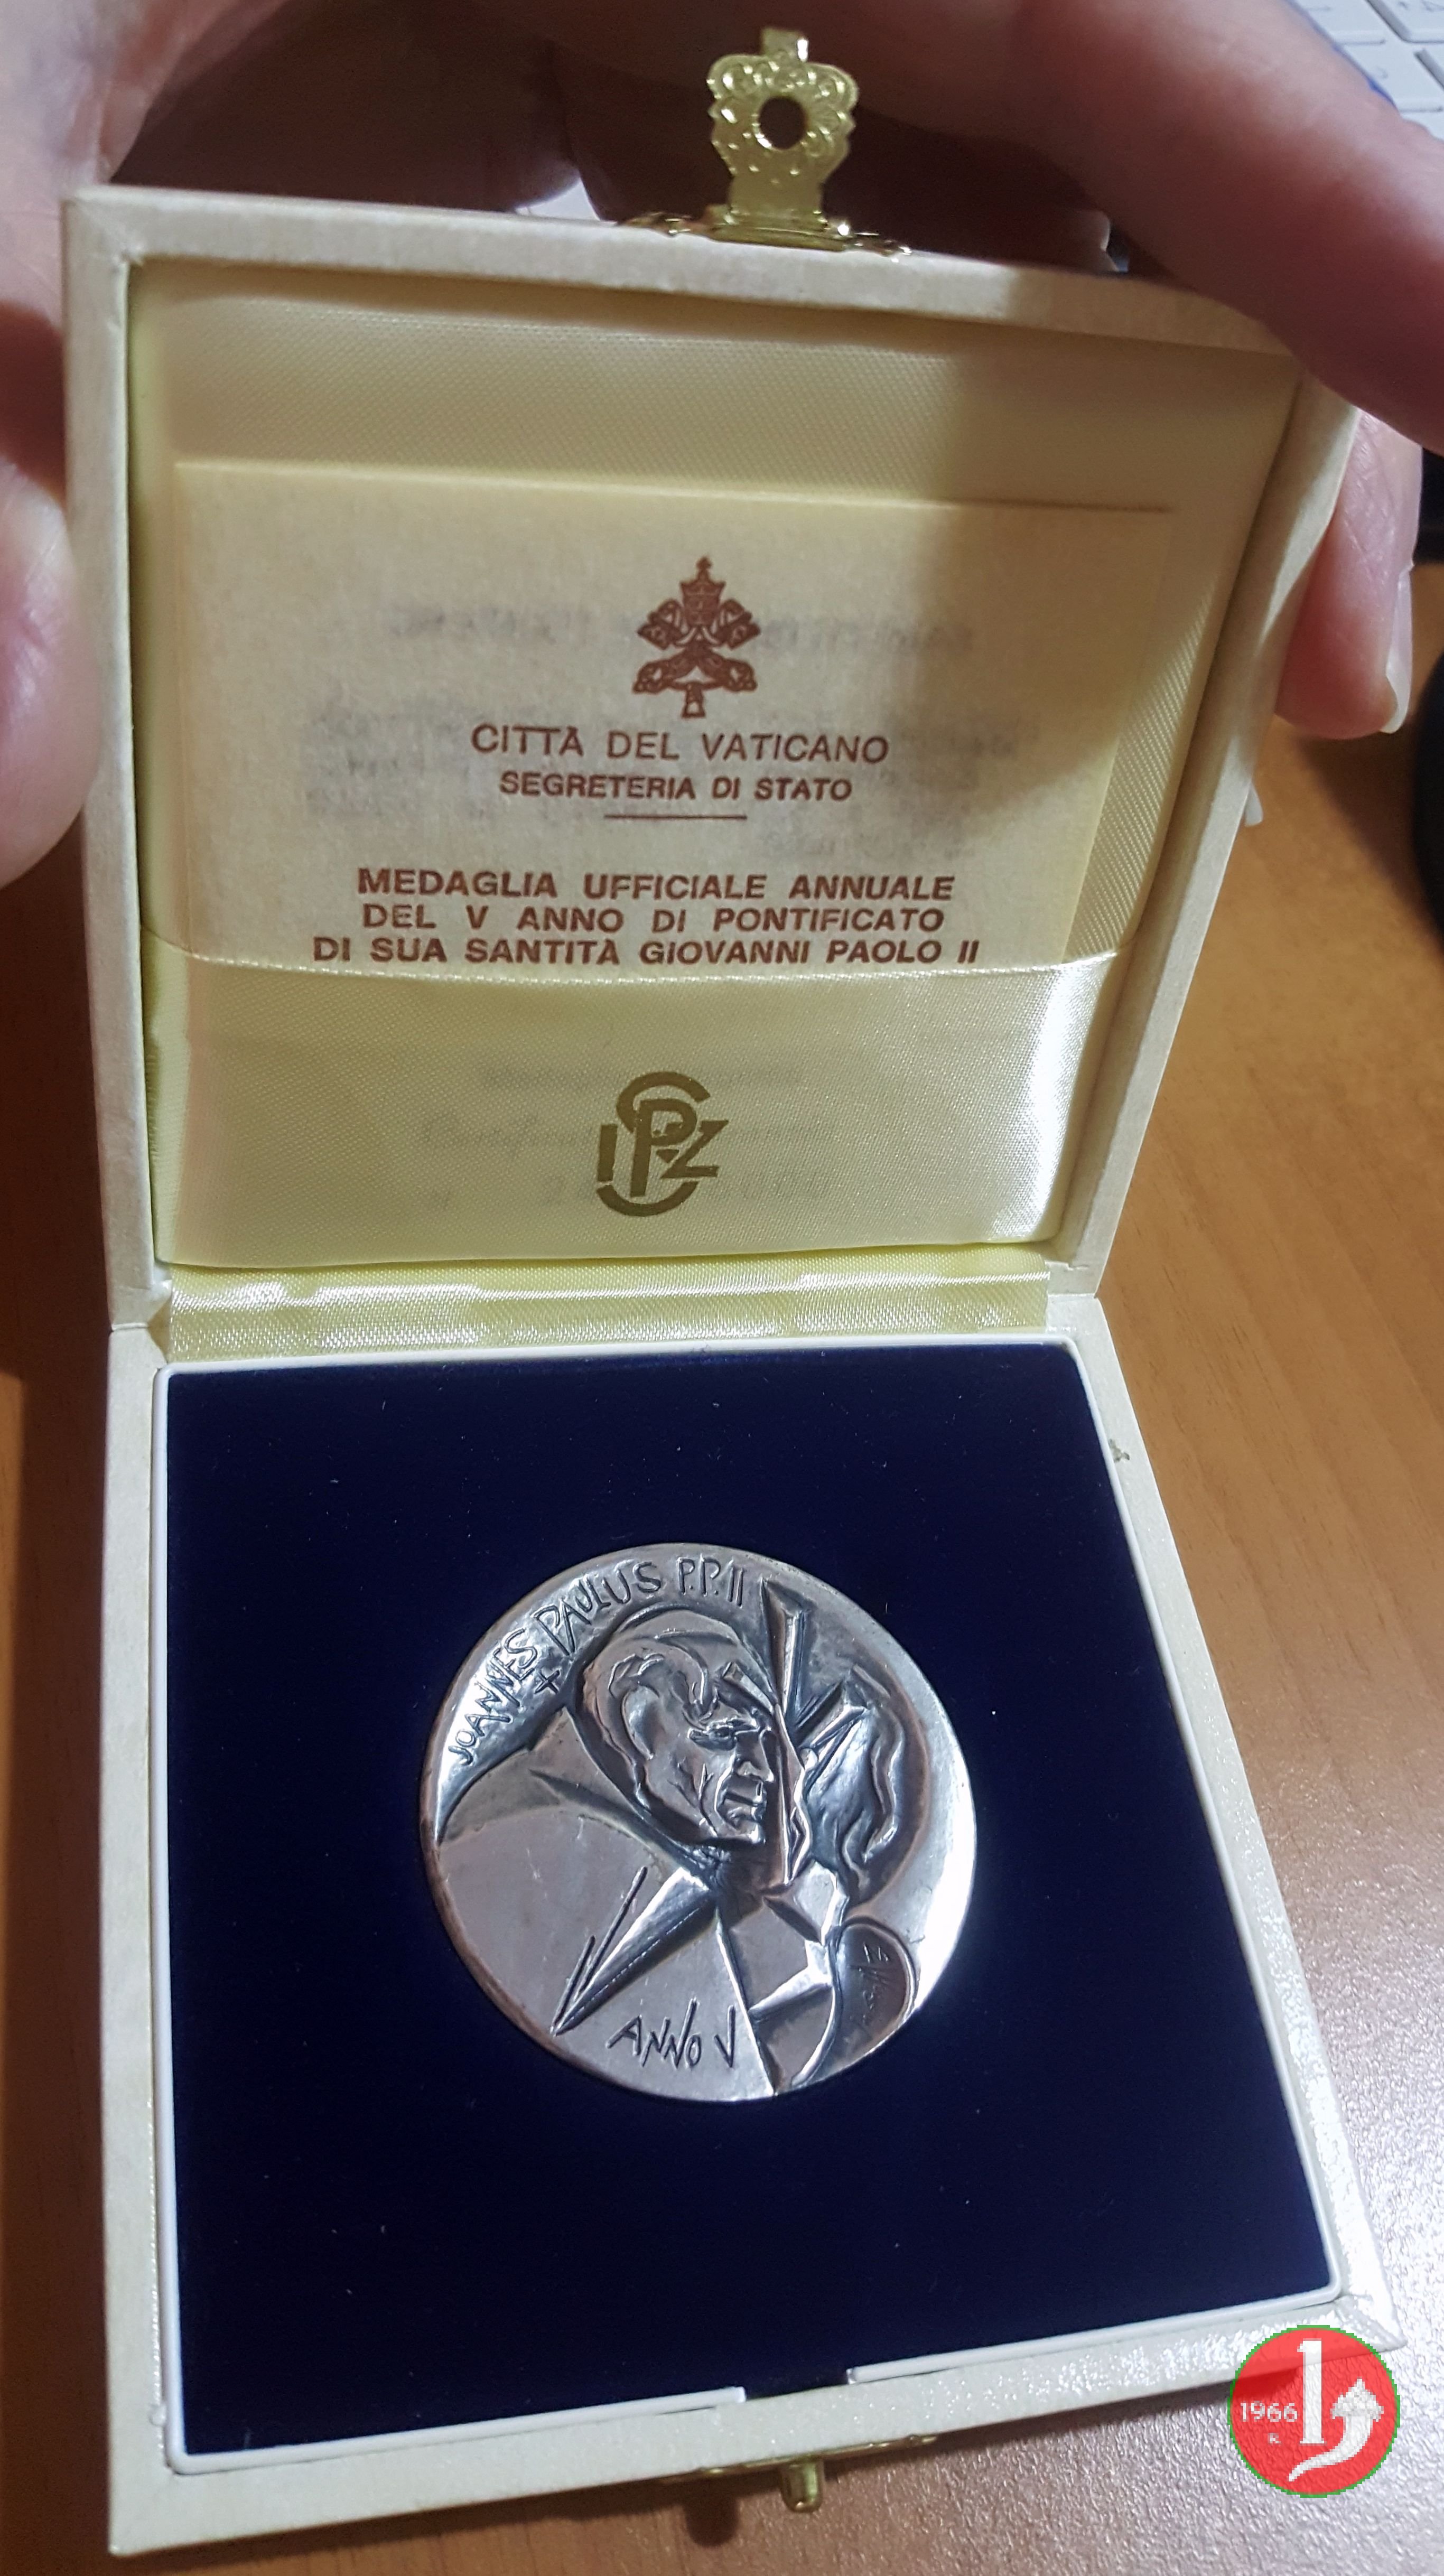 CITTÀ DEL VATICANO
SEGRETERIA DI STATO
MEDAGLIA UFFICIALE ANNUALE
DEL V ANNO DI PONTIFICATO
DI SUA SANTITÀ GIOVANNI PAOLO II
JOANNES PAULUS P.P. II
ANNO V
1966
R